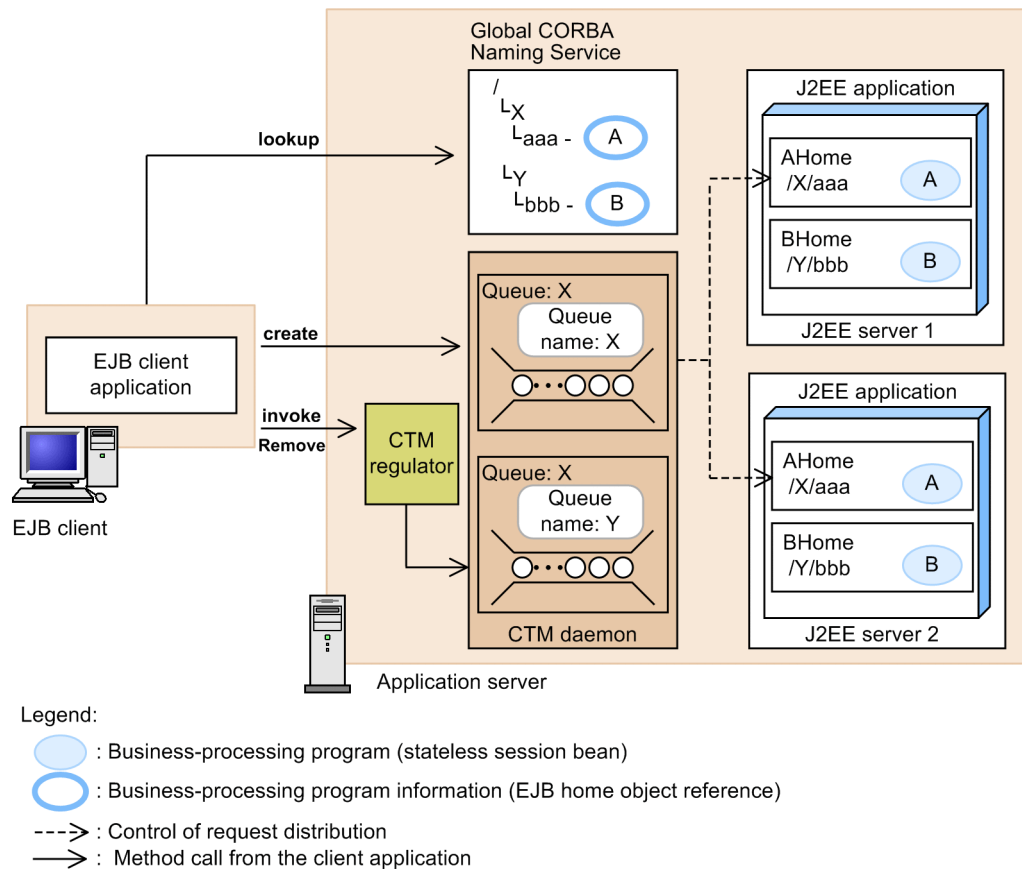 Global CORBA
Naming Service
/
└X
└aaa - A
└Y
└bbb - B
lookup
create
invoke
Remove
EJB client
application
EJB client
CTM
regulator
Queue: X
Queue
name: X
Queue: X
Queue
name: Y
CTM daemon
J2EE application
AHome
/X/aaa
A
BHome
/Y/bbb
B
J2EE server 1
J2EE application
AHome
/X/aaa
A
BHome
/Y/bbb
B
J2EE server 2
Application server
Legend:
: Business-processing program (stateless session bean)
: Business-processing program information (EJB home object reference)
: Control of request distribution
: Method call from the client application